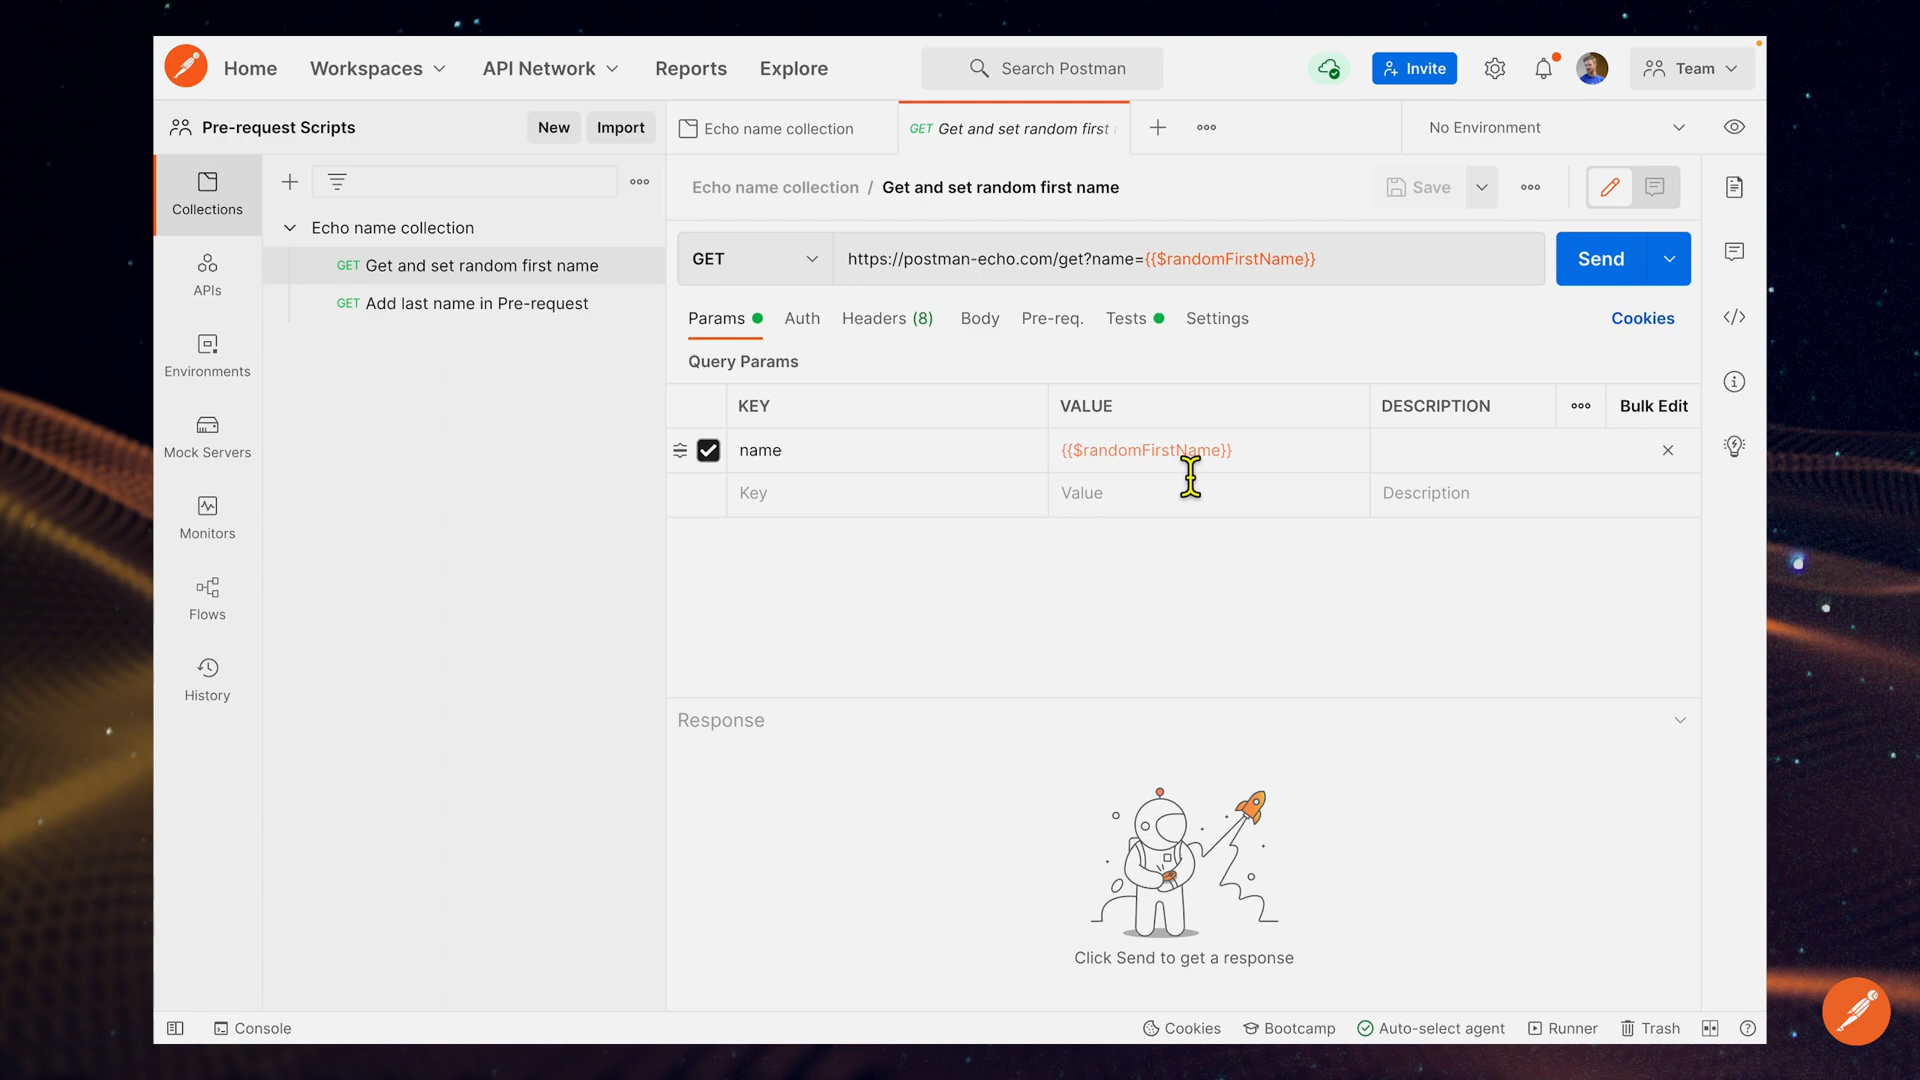 Home
Workspaces
API Network
Reports
Explore
Search Postman
Invite
Team
Pre-request Scripts
New
Import
Echo name collection
GET Get and set random first
No Environment
Collections
APIs
Environments
Mock Servers
Monitors
Flows
History
Echo name collection
GET Get and set random first name
GET Add last name in Pre-request
Echo name collection / Get and set random first name
Save
GET
https://postman-echo.com/get?name={{$randomFirstName}}
Send
Params
Auth
Headers (8)
Body
Pre-req.
Tests
Settings
Cookies
Query Params
KEY
VALUE
DESCRIPTION
Bulk Edit
name
{{$randomFirstName}}
Key
Value
Description
Response
Click Send to get a response
Console
Cookies
Bootcamp
Auto-select agent
Runner
Trash